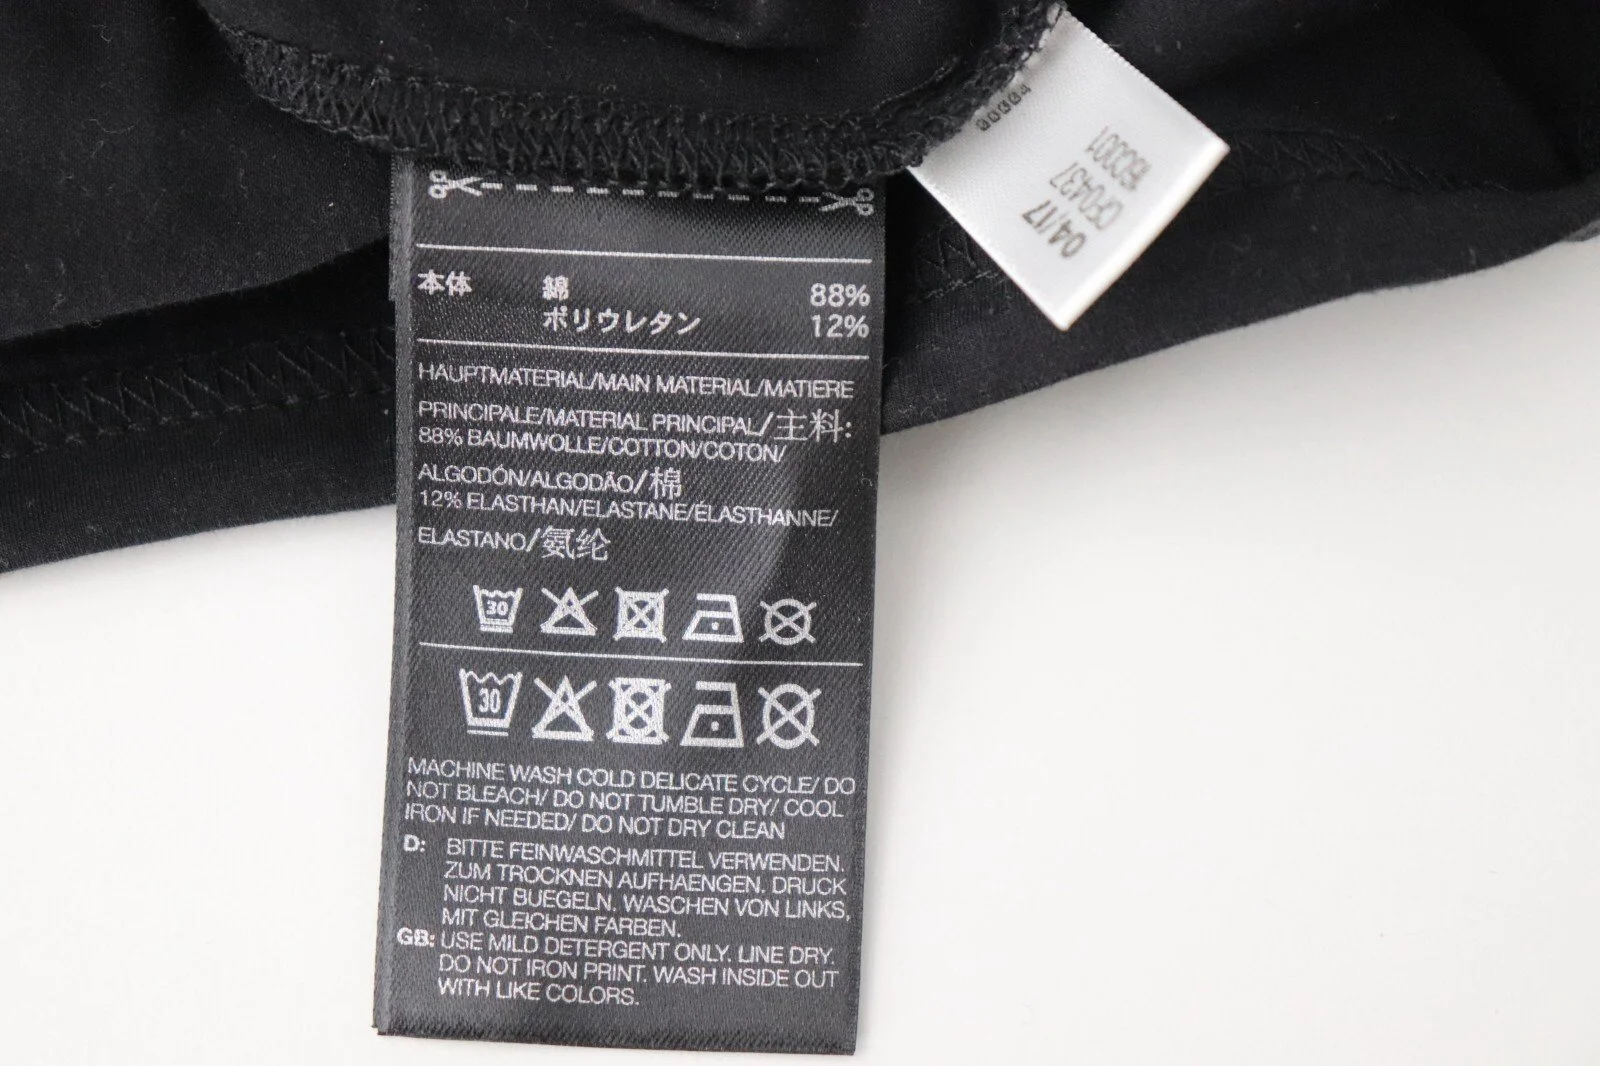 00004
04/17
CF0437
160001
本体 綿 88%
ポリウレタン 12%
HAUPTMATERIAL/MAIN MATERIAL/MATIERE
PRINCIPALE/MATERIAL PRINCIPAL/主料:
88% BAUMWOLLE/COTTON/COTON/
ALGODÓN/ALGODÃO/棉
12% ELASTHAN/ELASTANE/ÉLASTHANNE/
ELASTANO/氨纶
30
30
MACHINE WASH COLD DELICATE CYCLE/ DO
NOT BLEACH/ DO NOT TUMBLE DRY/ COOL
IRON IF NEEDED/ DO NOT DRY CLEAN
D: BITTE FEINWASCHMITTEL VERWENDEN.
ZUM TROCKNEN AUFHAENGEN. DRUCK
NICHT BUEGELN. WASCHEN VON LINKS,
MIT GLEICHEN FARBEN.
GB: USE MILD DETERGENT ONLY. LINE DRY.
DO NOT IRON PRINT. WASH INSIDE OUT
WITH LIKE COLORS.